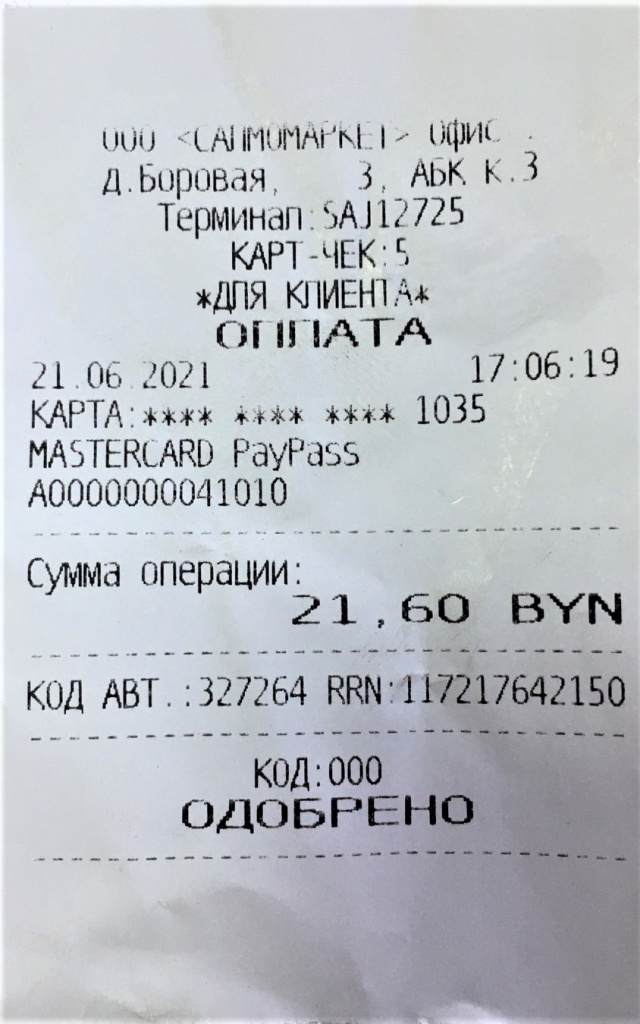 ООО <САПМОМАРКЕТ> Офис .
д.Боровая, 3, АБК К.3
Терминал:SAJ12725
КАРТ-ЧЕК:5
*ДЛЯ КЛИЕНТА*
ОПЛАТА
21.06.2021 17:06:19
КАРТА:**** **** **** 1035
MASTERCARD PayPass
A0000000041010
Сумма операции:
21,60 BYN
КОД АВТ.:327264 RRN:117217642150
КОД:000
ОДОБРЕНО